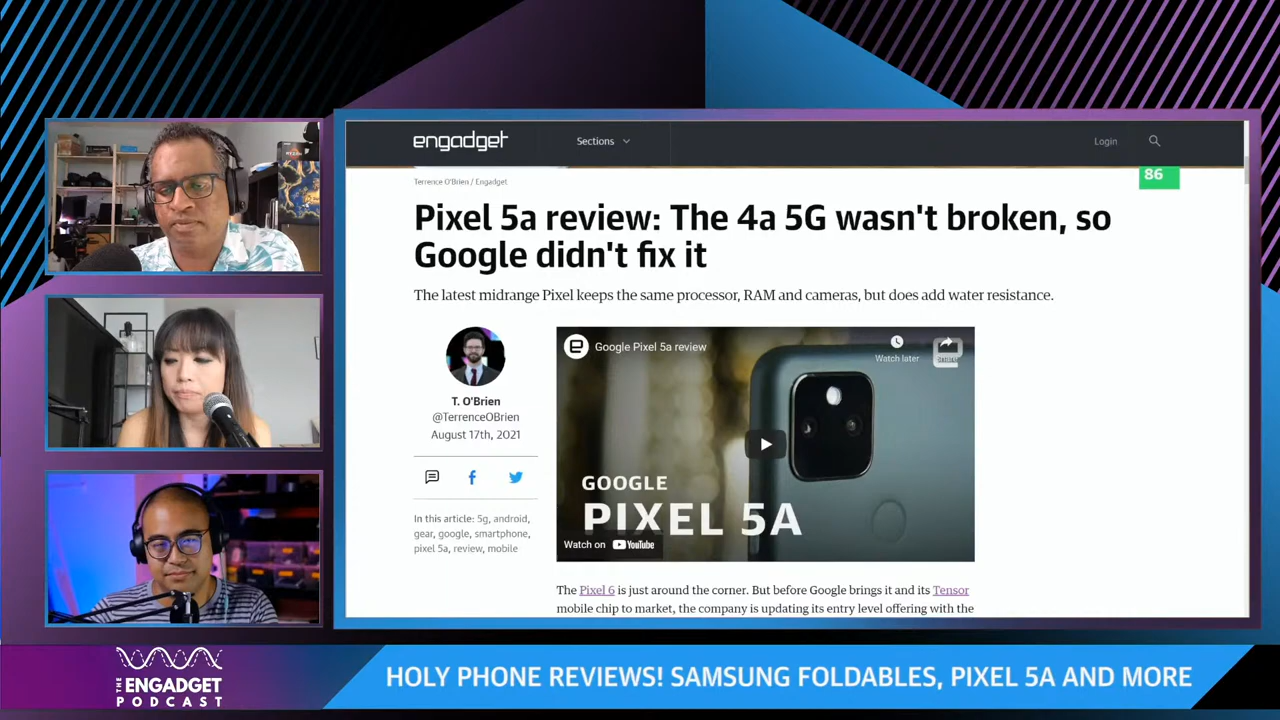 engadget
Sections
Login
Terrence O'Brien / Engadget
86
Pixel 5a review: The 4a 5G wasn't broken, so
Google didn't fix it
The latest midrange Pixel keeps the same processor, RAM and cameras, but does add water resistance.
Google Pixel 5a review
Watch later
T. O'Brien
@TerrenceOBrien
August 17th, 2021
GOOGLE
PIXEL 5A
Watch on YouTube
In this article: 5g, android,
gear, google, smartphone,
pixel 5a, review, mobile
The Pixel 6 is just around the corner. But before Google brings it and its Tensor
mobile chip to market, the company is updating its entry level offering with the
THE ENGADGET
PODCAST
HOLY PHONE REVIEWS! SAMSUNG FOLDABLES, PIXEL 5A AND MORE